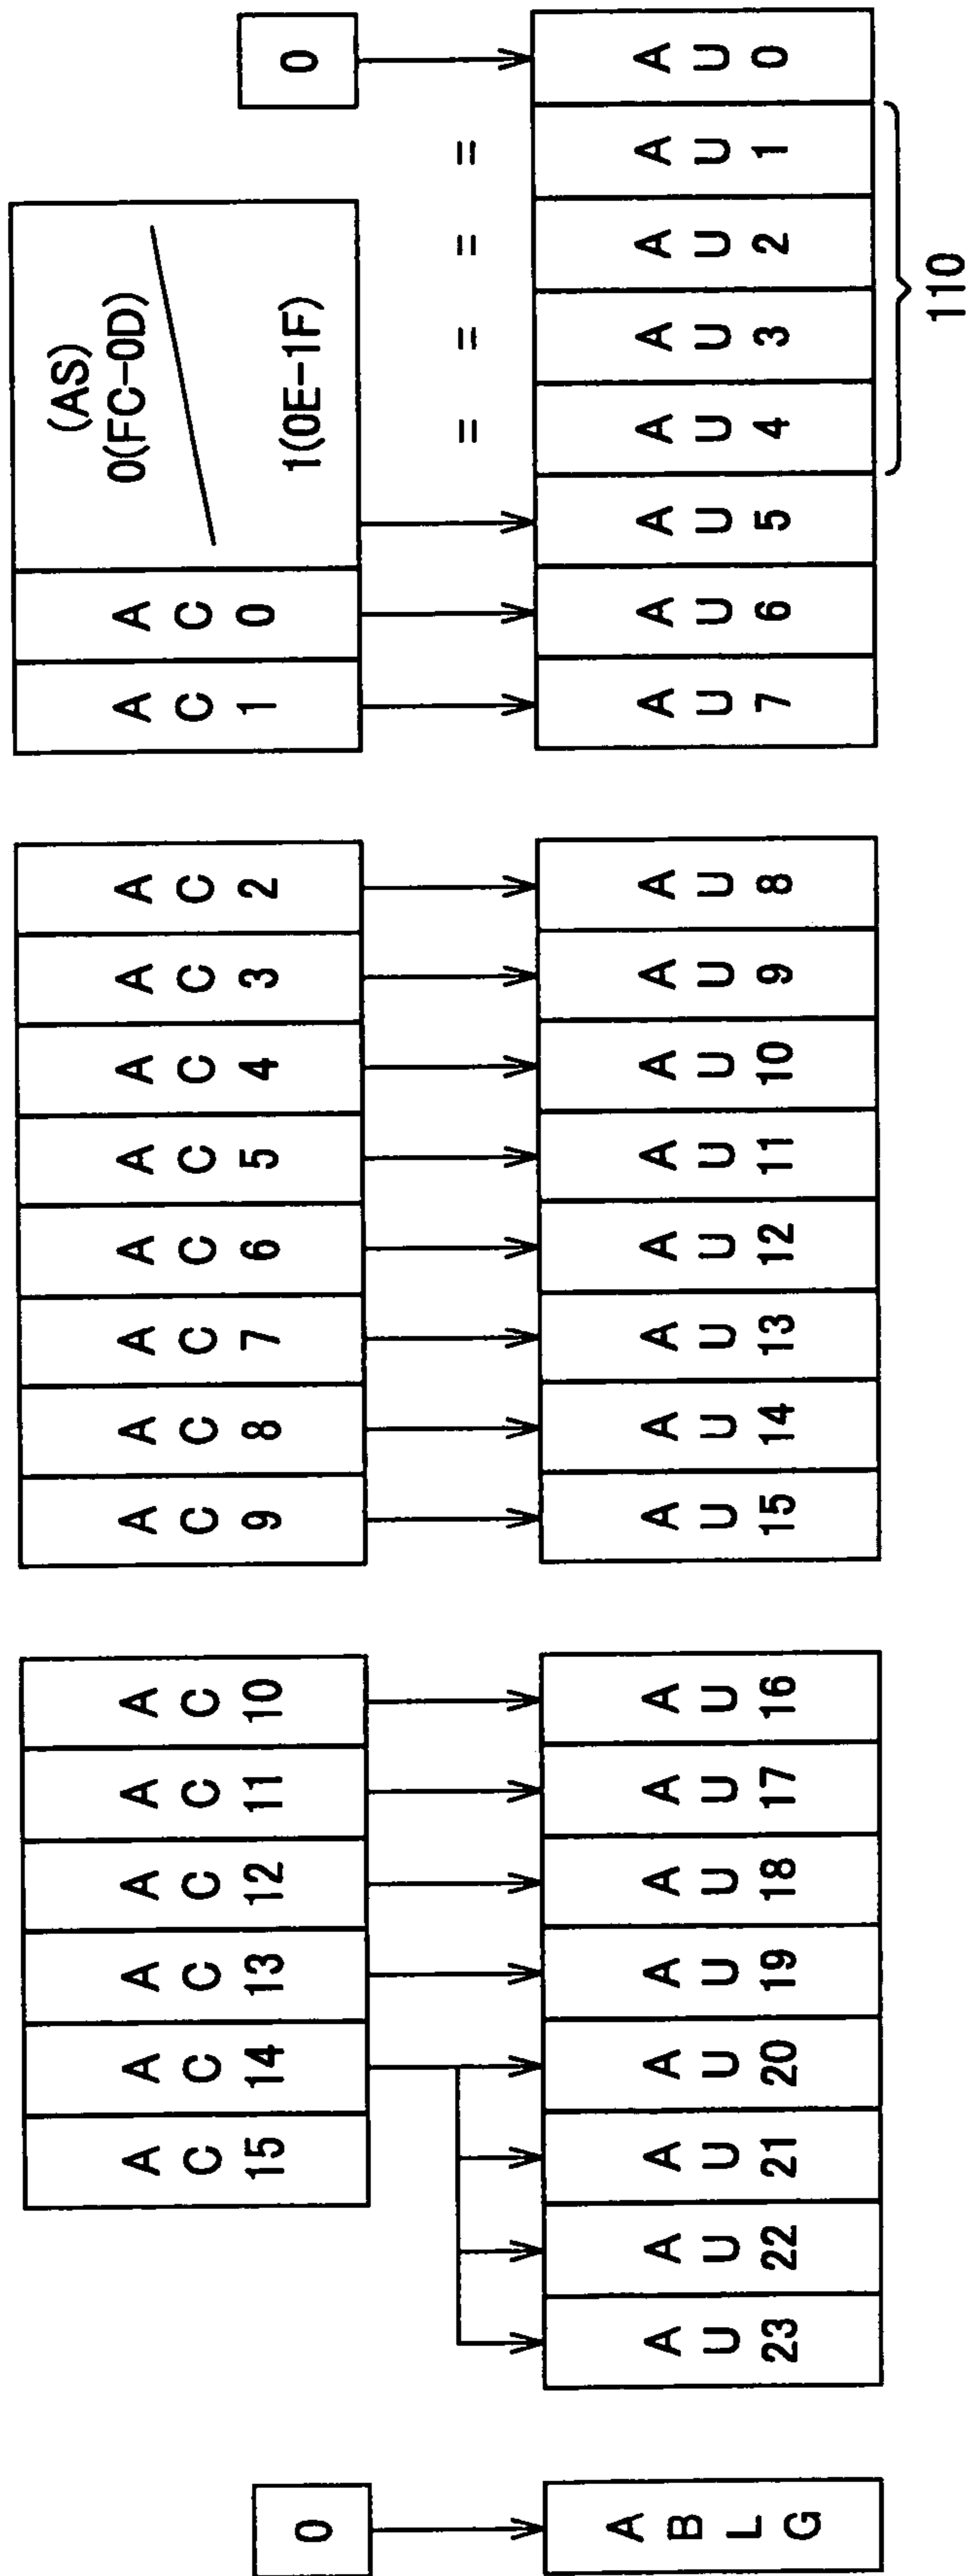 AC15
AC14
AC13
AC12
AC11
AC10
AC9
AC8
AC7
AC6
AC5
AC4
AC3
AC2
AC1
AC0
(AS)
0(FC-0D)
1(0E-1F)
0
0
= = = =
ABLG
AU23
AU22
AU21
AU20
AU19
AU18
AU17
AU16
AU15
AU14
AU13
AU12
AU11
AU10
AU9
AU8
AU7
AU6
AU5
AU4
AU3
AU2
AU1
AU0
110